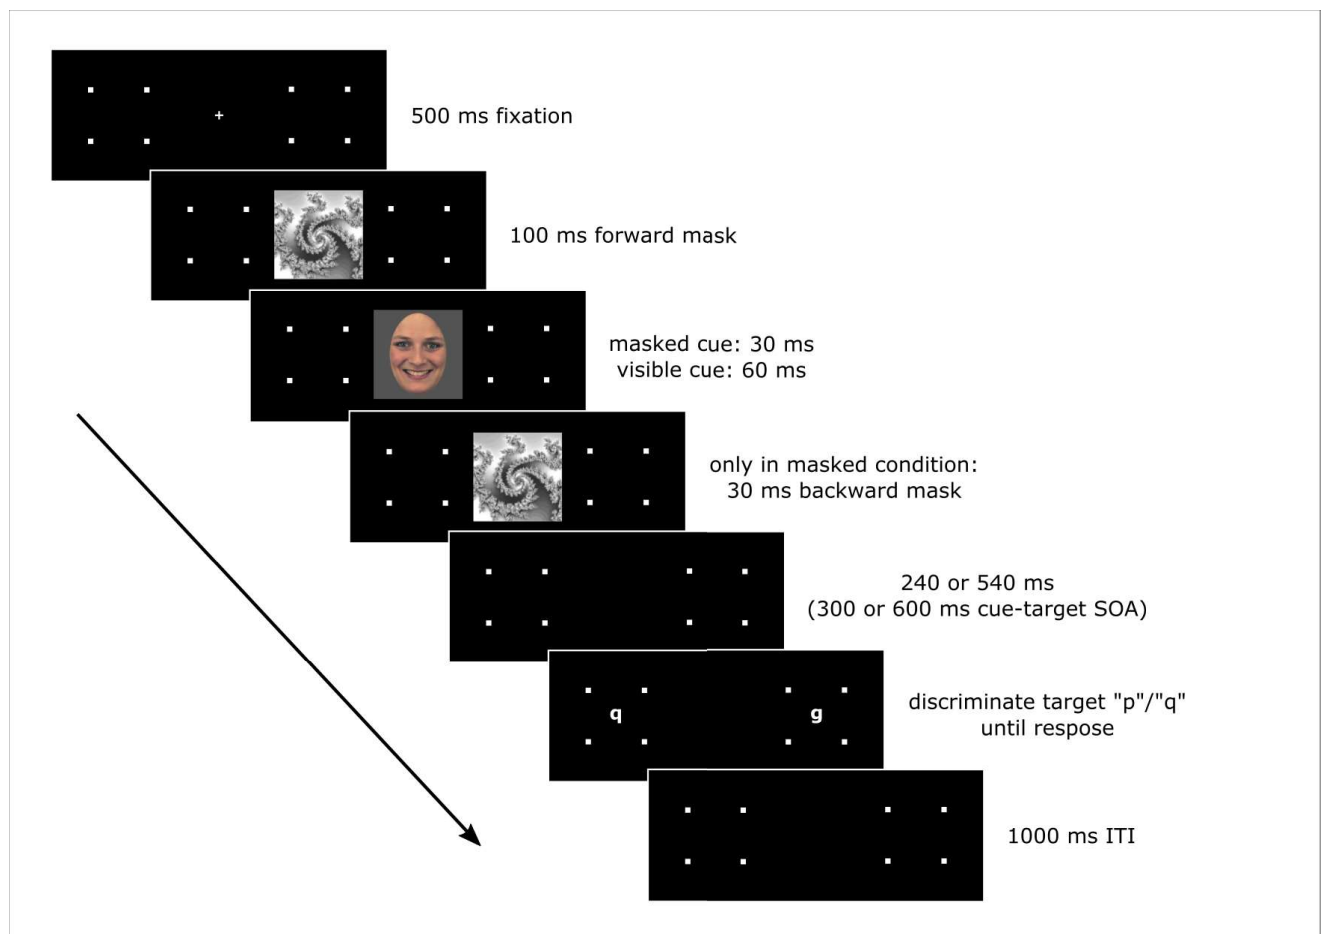 500 ms fixation
100 ms forward mask
masked cue: 30 ms
visible cue: 60 ms
only in masked condition:
30 ms backward mask
240 or 540 ms
(300 or 600 ms cue-target SOA)
q g
discriminate target "p"/"q"
until respose
1000 ms ITI